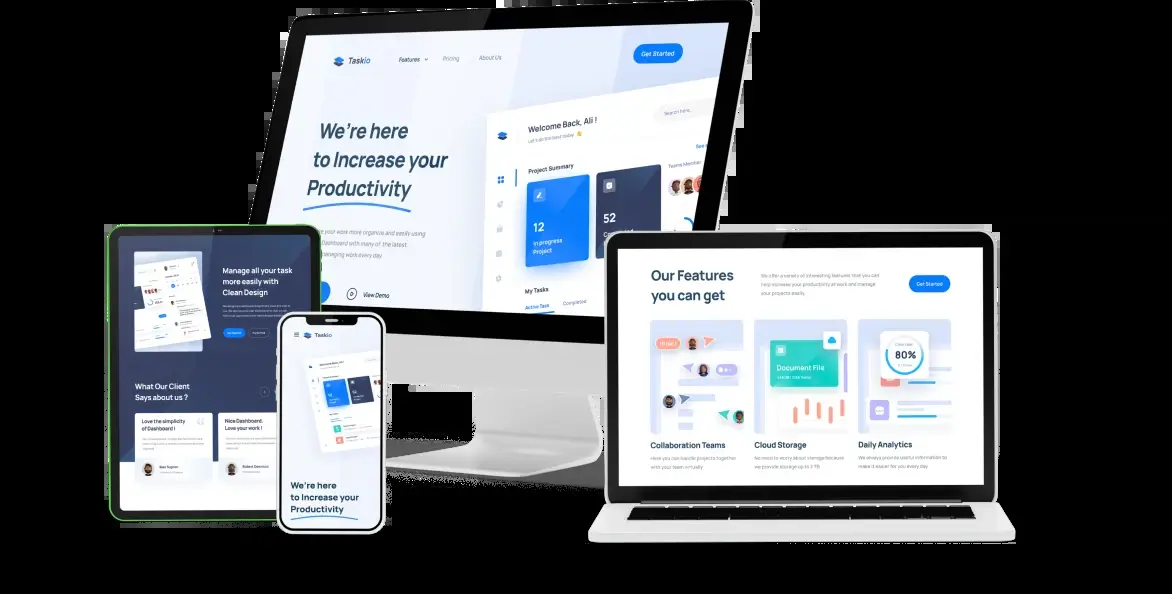 Taskio
Features
Pricing
About Us
Get Started
We're here
to Increase your
Productivity
your work more organize and easily using
Dashboard with many of the latest
managing work every day.
View Demo
Welcome Back, Ali !
Let's do the best today
Search here...
Project Summary
12
In progress
Project
52
Teams Member
My Tasks
Active Task
Completed
Manage all your task
more easily with
Clean Design
What Our Client
Says about us ?
Love the simplicity
of Dashboard !
Nice Dashboard,
Love your work !
Taskio
Welcome Back, Ali !
We're here
to Increase your
Productivity
Our Features
you can get
We offer a variety of interesting features that you can
help increase your productivity at work and manage
your projects easily
Get Started
Document File
80%
Collaboration Teams
Here you can handle projects together
with your team virtually
Cloud Storage
No need to worry about storage because
we provide storage up to 2 TB
Daily Analytics
We always provide useful information to
make it easier for you every day